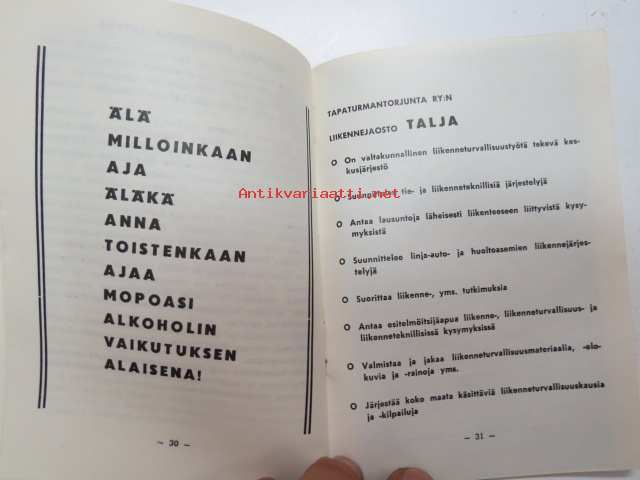 ÄLÄ
MILLOINKAAN
AJA
ÄLÄKÄ
ANNA
TOISTENKAAN
AJAA
MOPOASI
ALKOHOLIN
VAIKUTUKSEN
ALAISENA!
– 30 –
Antikvariaatti.net
TAPATURMANTORJUNTA RY:N
LIIKENNEJAOSTO TALJA
O On valtakunnallinen liikenneturvallisuustyötä tekevä kes-
kusjärjestö
O Suunnittelee tie- ja liikenneteknillisiä järjestelyjä
O Antaa lausuntoja läheisesti liikenteeseen liittyvistä kysy-
myksistä
O Suunnittelee linja-auto- ja huoltoasemien liikennejärjes-
telyjä
O Suorittaa liikenne-, yms. tutkimuksia
O Antaa esitelmöitsijäapua liikenne-, liikenneturvallisuus- ja
liikenneteknillisissä kysymyksissä
O Valmistaa ja jakaa liikenneturvallisuusmateriaalia, -elo-
kuvia ja -rainoja yms.
O Järjestää koko maata käsittäviä liikenneturvallisuuskausia
ja -kilpailuja
– 31 –